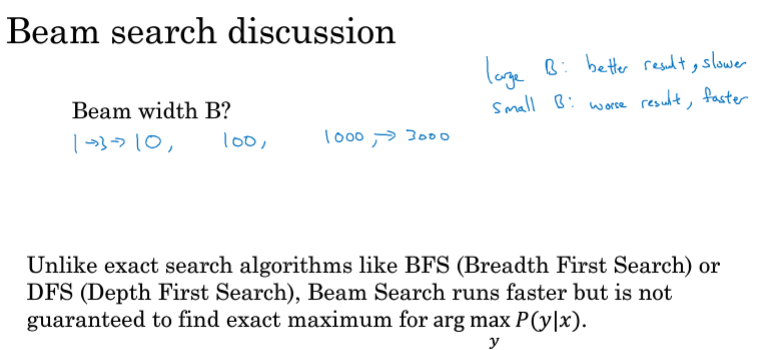 Beam search discussion
large B: better result, slower
small B: worse result, faster
Beam width B?
1→3→10, 100, 1000, → 3000
Unlike exact search algorithms like BFS (Breadth First Search) or
DFS (Depth First Search), Beam Search runs faster but is not
guaranteed to find exact maximum for arg max P(y|x).
y